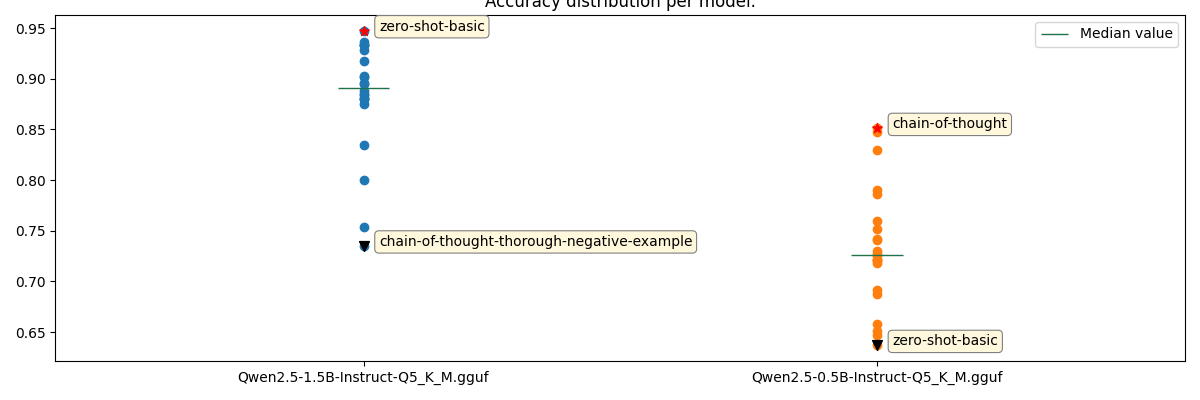 Accuracy distribution per model.
0.95
0.90
0.85
0.80
0.75
0.70
0.65
zero-shot-basic
chain-of-thought-thorough-negative-example
chain-of-thought
zero-shot-basic
Median value
Qwen2.5-1.5B-Instruct-Q5_K_M.gguf
Qwen2.5-0.5B-Instruct-Q5_K_M.gguf